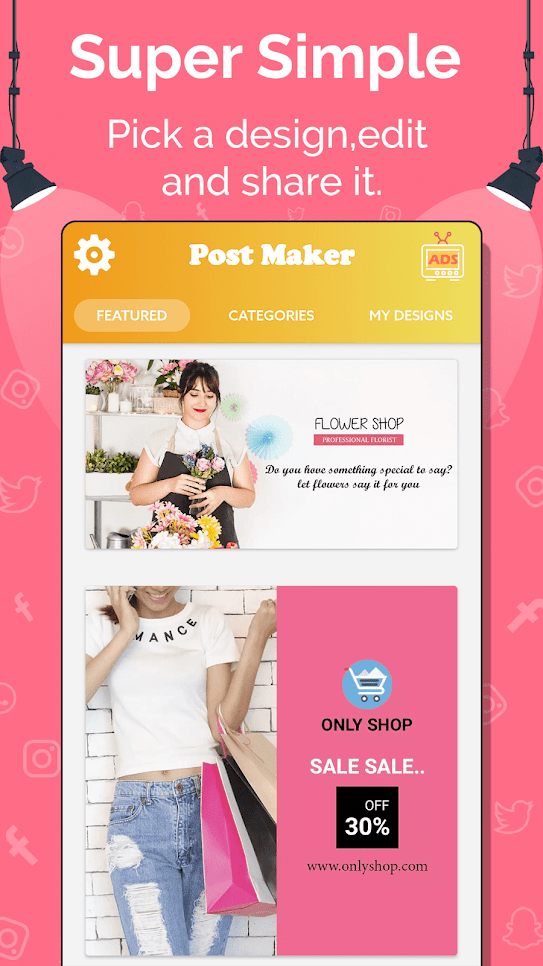 Super Simple
Pick a design,edit
and share it.
Post Maker
ADS
FEATURED
CATEGORIES
MY DESIGNS
FLOWER SHOP
PROFESSIONAL FLORIST
Do you have something special to say?
let flowers say it for you
MANCE
ONLY SHOP
SALE SALE..
OFF
30%
www.onlyshop.com